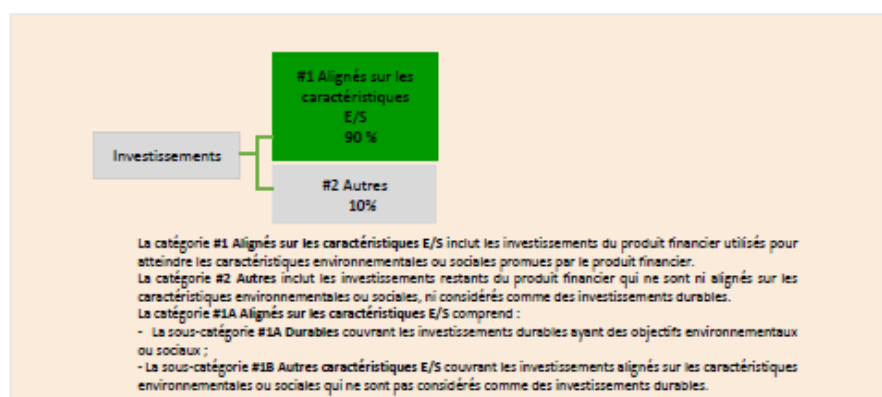 #1 Alignés sur les
caractéristiques
E/S
90 %
Investissements
#2 Autres
10%
La catégorie #1 Alignés sur les caractéristiques E/S inclut les investissements du produit financier utilisés pour
atteindre les caractéristiques environnementales ou sociales promues par le produit financier.
La catégorie #2 Autres inclut les investissements restants du produit financier qui ne sont ni alignés sur les
caractéristiques environnementales ou sociales, ni considérés comme des investissements durables.
La catégorie #1A Alignés sur les caractéristiques E/S comprend :
- La sous-catégorie #1A Durables couvrant les investissements durables ayant des objectifs environnementaux
ou sociaux ;
- La sous-catégorie #1B Autres caractéristiques E/S couvrant les investissements alignés sur les caractéristiques
environnementales ou sociales qui ne sont pas considérés comme des investissements durables.